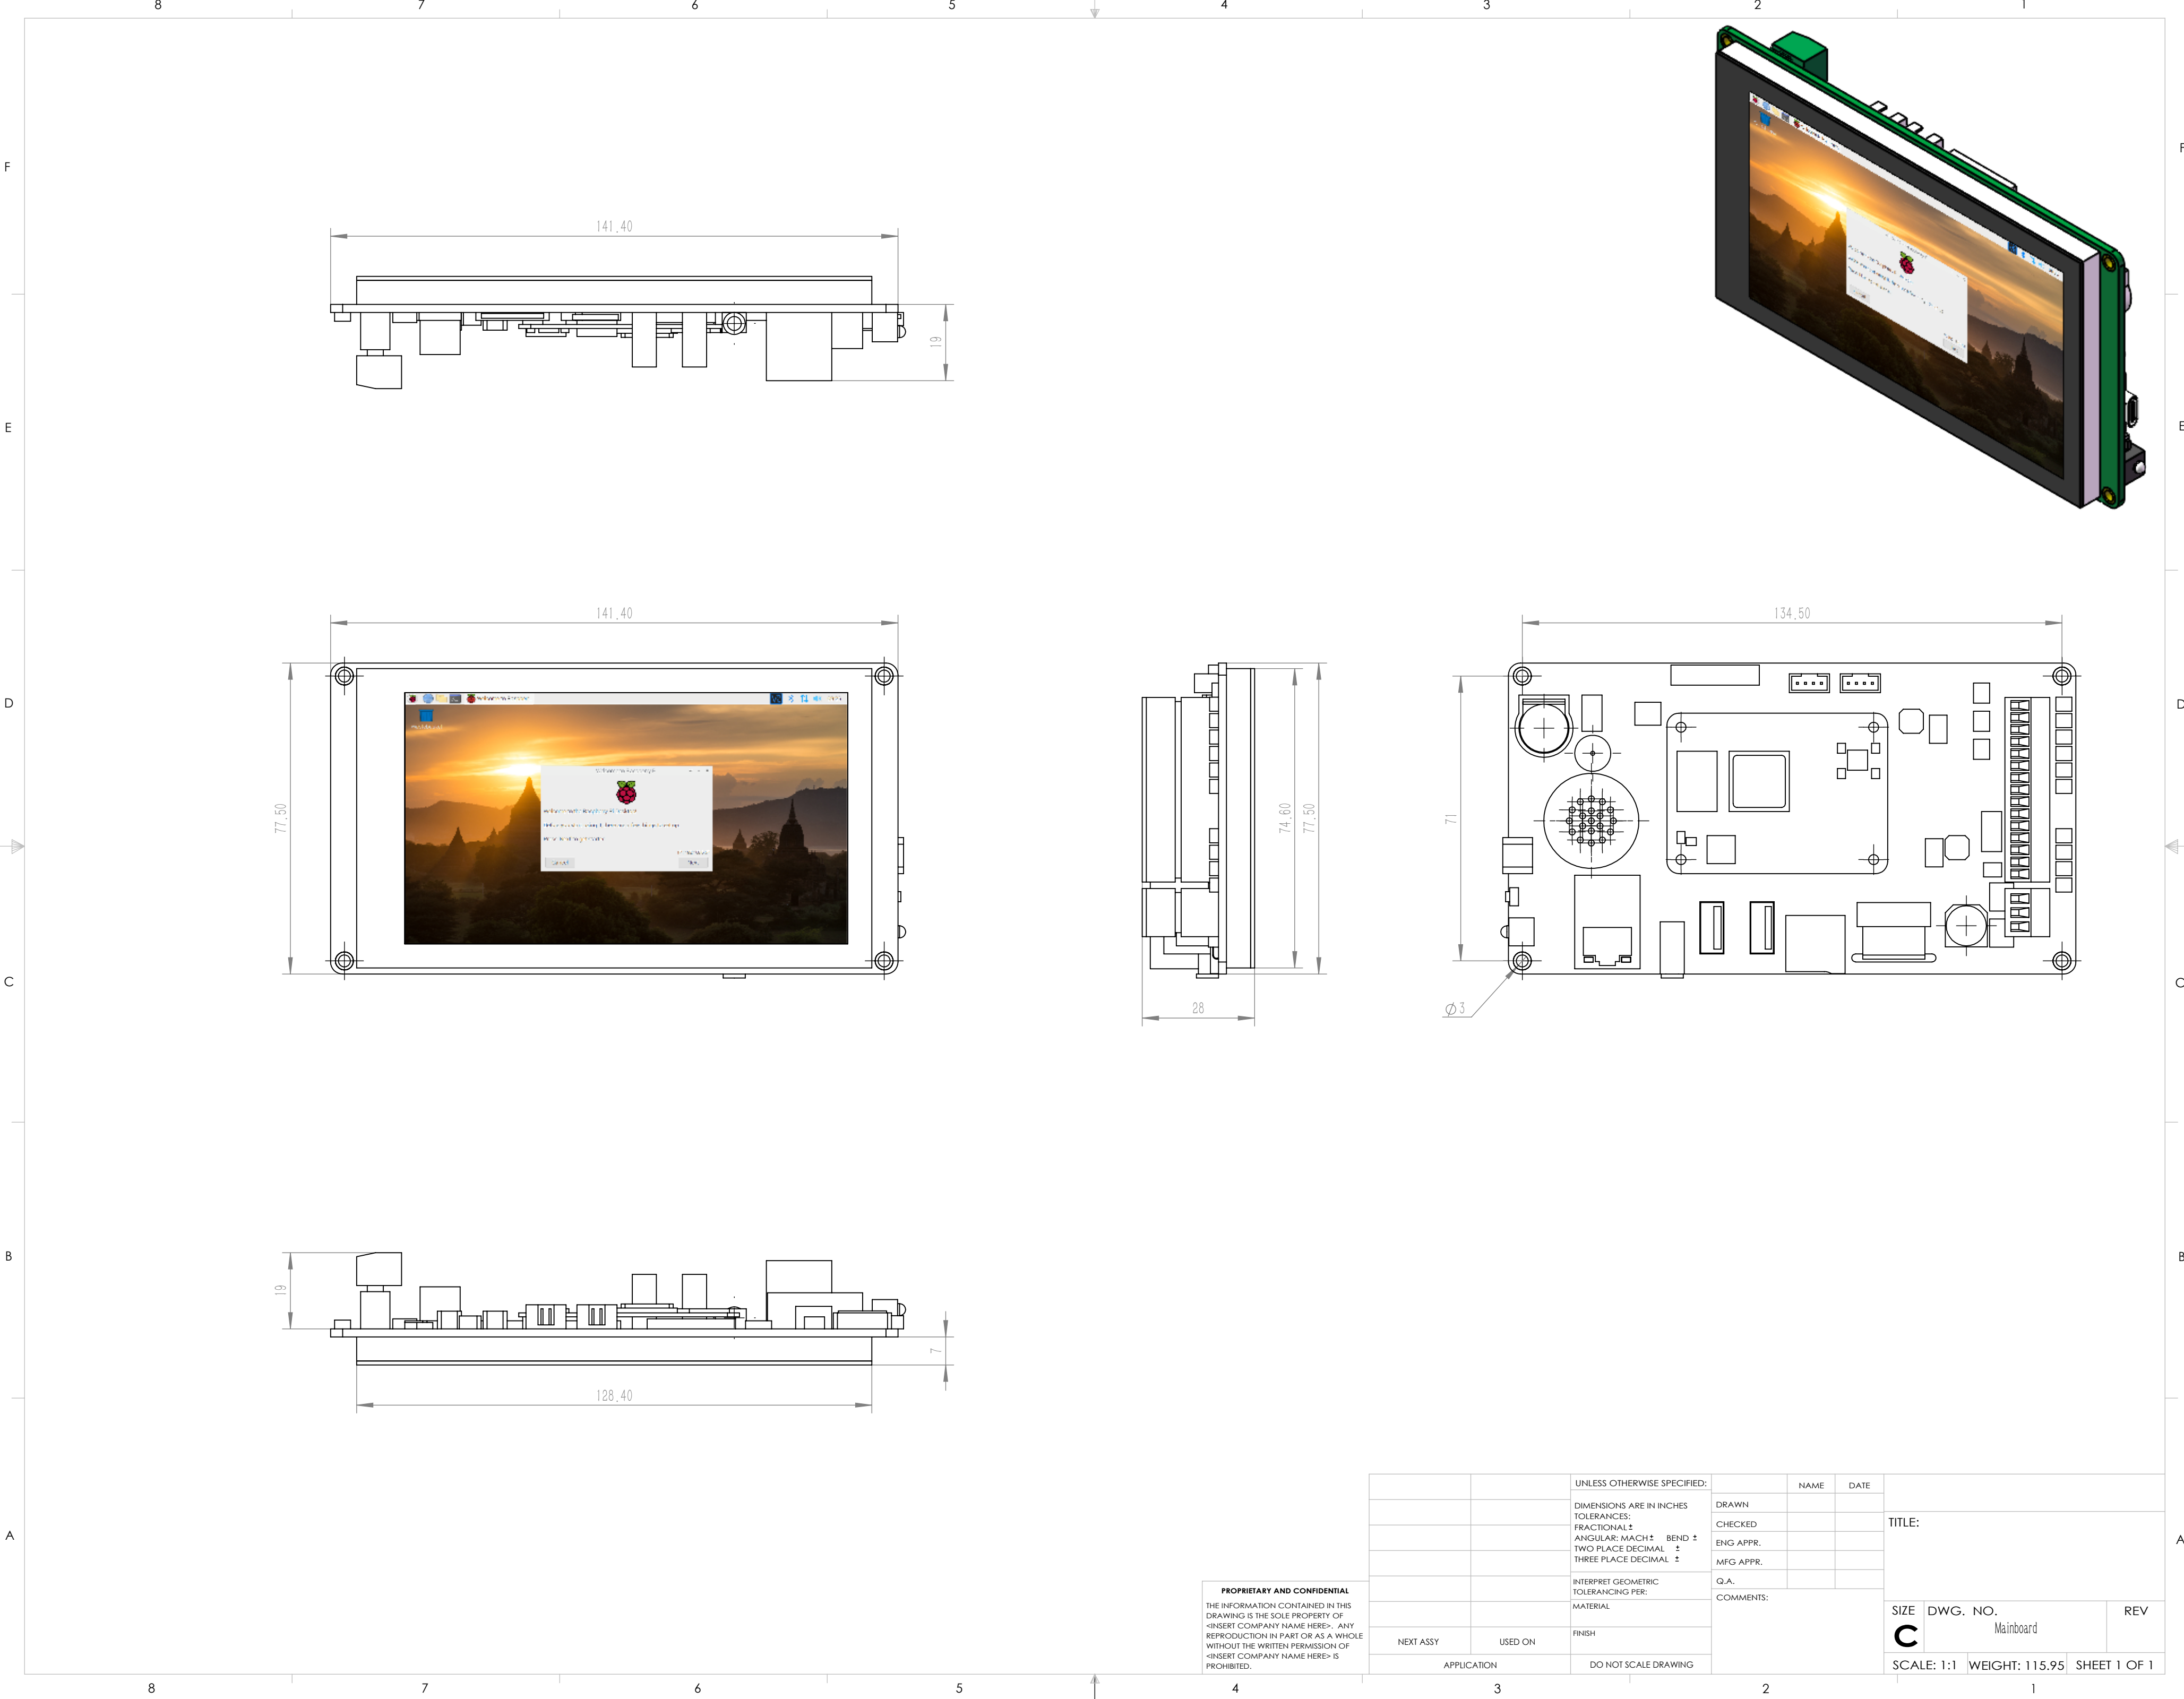 8 7 6 5 4 3 2 1
F
F
141,40
19
E
E
141,40
134,50
D
D
77,50
74,60
77,50
71
28
Ø3
C
C
B
B
19
7
128,40
A
A
UNLESS OTHERWISE SPECIFIED:
DIMENSIONS ARE IN INCHES
TOLERANCES:
FRACTIONAL ±
ANGULAR: MACH ± BEND ±
TWO PLACE DECIMAL ±
THREE PLACE DECIMAL ±
INTERPRET GEOMETRIC
TOLERANCING PER:
MATERIAL
FINISH
DO NOT SCALE DRAWING
NAME DATE
DRAWN
CHECKED
ENG APPR.
MFG APPR.
Q.A.
COMMENTS:
TITLE:
SIZE DWG. NO. REV
C Mainboard
SCALE: 1:1 WEIGHT: 115.95 SHEET 1 OF 1
PROPRIETARY AND CONFIDENTIAL
THE INFORMATION CONTAINED IN THIS
DRAWING IS THE SOLE PROPERTY OF
<INSERT COMPANY NAME HERE>. ANY
REPRODUCTION IN PART OR AS A WHOLE
WITHOUT THE WRITTEN PERMISSION OF
<INSERT COMPANY NAME HERE> IS
PROHIBITED.
NEXT ASSY USED ON
APPLICATION
8 7 6 5 4 3 2 1